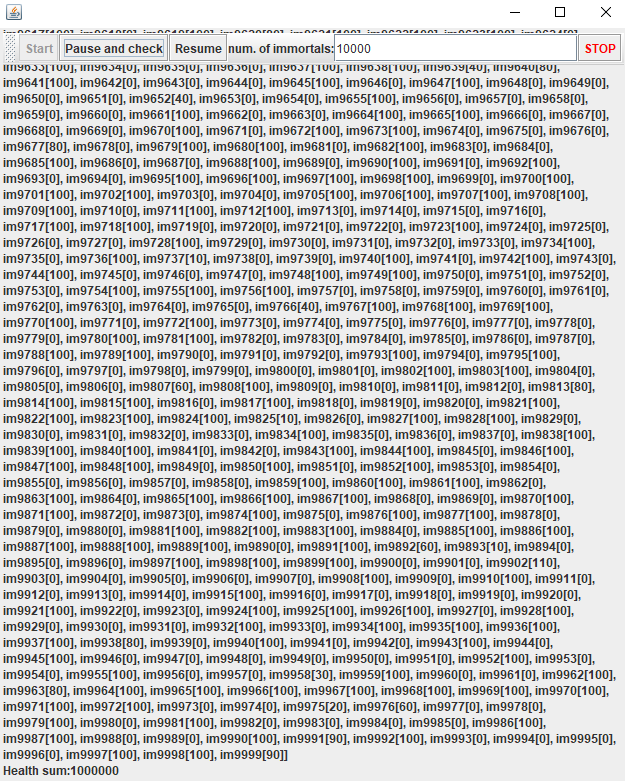 Start Pause and check Resume num. of immortals: 10000 STOP
im9633[100], im9634[0], im9635[0], im9636[0], im9637[100], im9638[100], im9639[40], im9640[80],
im9641[100], im9642[0], im9643[0], im9644[0], im9645[100], im9646[0], im9647[100], im9648[0], im9649[0],
im9650[0], im9651[0], im9652[40], im9653[0], im9654[0], im9655[100], im9656[0], im9657[0], im9658[0],
im9659[0], im9660[0], im9661[100], im9662[0], im9663[0], im9664[100], im9665[100], im9666[0], im9667[0],
im9668[0], im9669[0], im9670[100], im9671[0], im9672[100], im9673[100], im9674[0], im9675[0], im9676[0],
im9677[80], im9678[0], im9679[100], im9680[100], im9681[0], im9682[100], im9683[0], im9684[0],
im9685[100], im9686[0], im9687[0], im9688[100], im9689[0], im9690[100], im9691[0], im9692[100],
im9693[0], im9694[0], im9695[100], im9696[100], im9697[100], im9698[100], im9699[0], im9700[100],
im9701[100], im9702[100], im9703[0], im9704[0], im9705[100], im9706[100], im9707[100], im9708[100],
im9709[100], im9710[0], im9711[100], im9712[100], im9713[0], im9714[0], im9715[0], im9716[0],
im9717[100], im9718[100], im9719[0], im9720[0], im9721[0], im9722[0], im9723[100], im9724[0], im9725[0],
im9726[0], im9727[0], im9728[100], im9729[0], im9730[0], im9731[0], im9732[0], im9733[0], im9734[100],
im9735[0], im9736[100], im9737[10], im9738[0], im9739[0], im9740[100], im9741[0], im9742[100], im9743[0],
im9744[100], im9745[0], im9746[0], im9747[0], im9748[100], im9749[100], im9750[0], im9751[0], im9752[0],
im9753[0], im9754[100], im9755[100], im9756[100], im9757[0], im9758[0], im9759[0], im9760[0], im9761[0],
im9762[0], im9763[0], im9764[0], im9765[0], im9766[40], im9767[100], im9768[100], im9769[100],
im9770[100], im9771[0], im9772[100], im9773[0], im9774[0], im9775[0], im9776[0], im9777[0], im9778[0],
im9779[0], im9780[100], im9781[100], im9782[0], im9783[0], im9784[0], im9785[0], im9786[0], im9787[0],
im9788[100], im9789[100], im9790[0], im9791[0], im9792[0], im9793[100], im9794[0], im9795[100],
im9796[0], im9797[0], im9798[0], im9799[0], im9800[0], im9801[0], im9802[100], im9803[100], im9804[0],
im9805[0], im9806[0], im9807[60], im9808[100], im9809[0], im9810[0], im9811[0], im9812[0], im9813[80],
im9814[100], im9815[100], im9816[0], im9817[100], im9818[0], im9819[0], im9820[0], im9821[100],
im9822[100], im9823[100], im9824[100], im9825[10], im9826[0], im9827[100], im9828[100], im9829[0],
im9830[0], im9831[0], im9832[0], im9833[0], im9834[100], im9835[0], im9836[0], im9837[0], im9838[100],
im9839[100], im9840[100], im9841[0], im9842[0], im9843[100], im9844[100], im9845[0], im9846[100],
im9847[100], im9848[100], im9849[0], im9850[100], im9851[0], im9852[100], im9853[0], im9854[0],
im9855[0], im9856[0], im9857[0], im9858[0], im9859[100], im9860[100], im9861[100], im9862[0],
im9863[100], im9864[0], im9865[100], im9866[100], im9867[100], im9868[0], im9869[0], im9870[100],
im9871[100], im9872[0], im9873[0], im9874[100], im9875[0], im9876[100], im9877[100], im9878[0],
im9879[0], im9880[0], im9881[100], im9882[100], im9883[100], im9884[0], im9885[100], im9886[100],
im9887[100], im9888[100], im9889[100], im9890[0], im9891[100], im9892[60], im9893[10], im9894[0],
im9895[0], im9896[0], im9897[100], im9898[100], im9899[100], im9900[0], im9901[0], im9902[110],
im9903[0], im9904[0], im9905[0], im9906[0], im9907[0], im9908[100], im9909[0], im9910[100], im9911[0],
im9912[0], im9913[0], im9914[0], im9915[100], im9916[0], im9917[0], im9918[0], im9919[0], im9920[0],
im9921[100], im9922[0], im9923[0], im9924[100], im9925[100], im9926[100], im9927[0], im9928[100],
im9929[0], im9930[0], im9931[0], im9932[100], im9933[0], im9934[100], im9935[100], im9936[100],
im9937[100], im9938[80], im9939[0], im9940[100], im9941[0], im9942[0], im9943[100], im9944[0],
im9945[100], im9946[0], im9947[0], im9948[0], im9949[0], im9950[0], im9951[0], im9952[100], im9953[0],
im9954[0], im9955[100], im9956[0], im9957[0], im9958[30], im9959[100], im9960[0], im9961[0], im9962[100],
im9963[80], im9964[100], im9965[100], im9966[100], im9967[100], im9968[100], im9969[100], im9970[100],
im9971[100], im9972[100], im9973[0], im9974[0], im9975[20], im9976[60], im9977[0], im9978[0],
im9979[100], im9980[0], im9981[100], im9982[0], im9983[0], im9984[0], im9985[0], im9986[100],
im9987[100], im9988[0], im9989[0], im9990[100], im9991[90], im9992[100], im9993[0], im9994[0], im9995[0],
im9996[0], im9997[100], im9998[100], im9999[90]]
Health sum:1000000